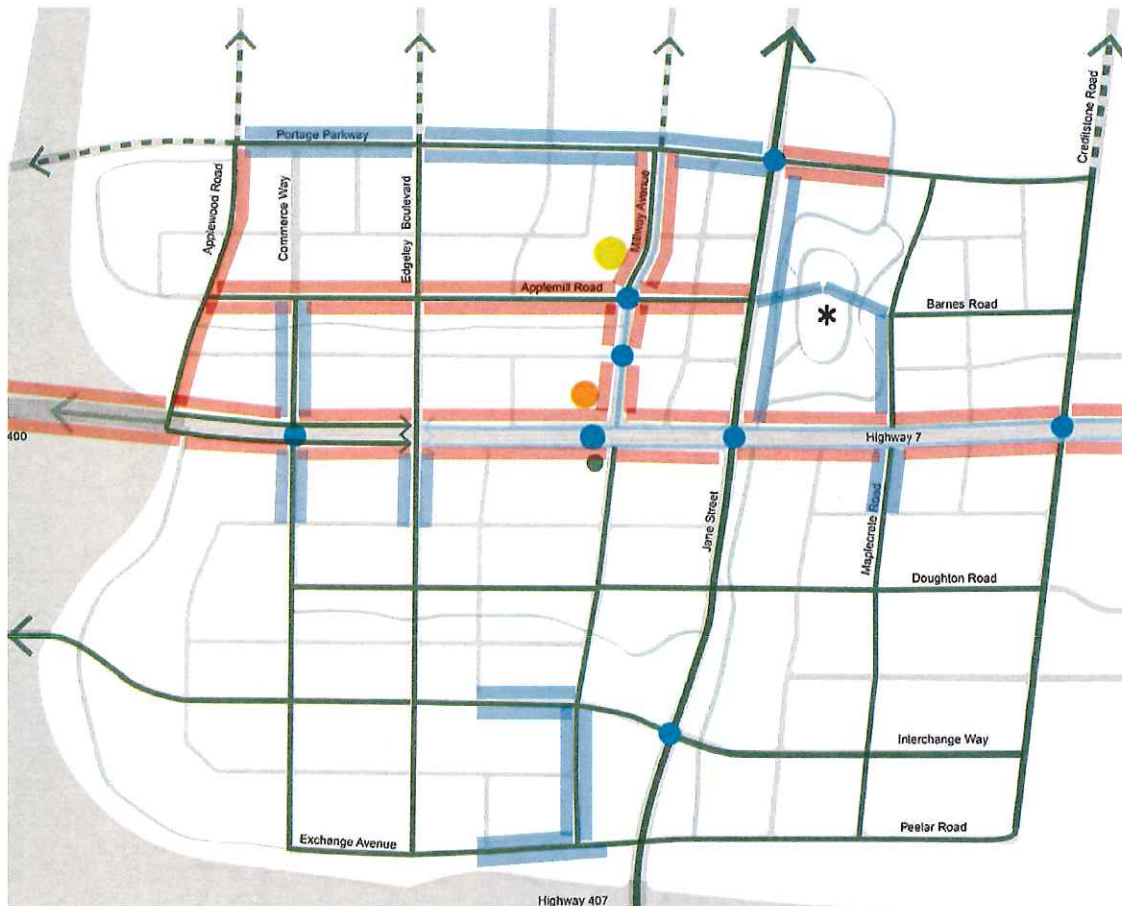 Portage Parkway
Creditstone Road
Applewood Road
Commerce Way
Edgeley Boulevard
Millway Avenue
Applemill Road
Barnes Road
*
400
Highway 7
Jane Street
Maplecrete Road
Doughton Road
Interchange Way
Exchange Avenue
Peelar Road
Highway 407